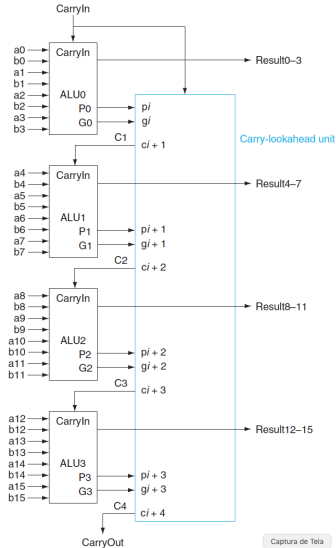 CarryIn
a0
b0
a1
b1
a2
b2
a3
b3
CarryIn
ALU0
P0
G0
pi
gi
Result0–3
Carry-lookahead unit
C1
ci + 1
a4
b4
a5
b5
a6
b6
a7
b7
CarryIn
ALU1
P1
G1
pi + 1
gi + 1
Result4–7
C2
ci + 2
a8
b8
a9
b9
a10
b10
a11
b11
CarryIn
ALU2
P2
G2
pi + 2
gi + 2
Result8–11
C3
ci + 3
a12
b12
a13
b13
a14
b14
a15
b15
CarryIn
ALU3
P3
G3
pi + 3
gi + 3
Result12–15
C4
ci + 4
CarryOut
Captura de Tela